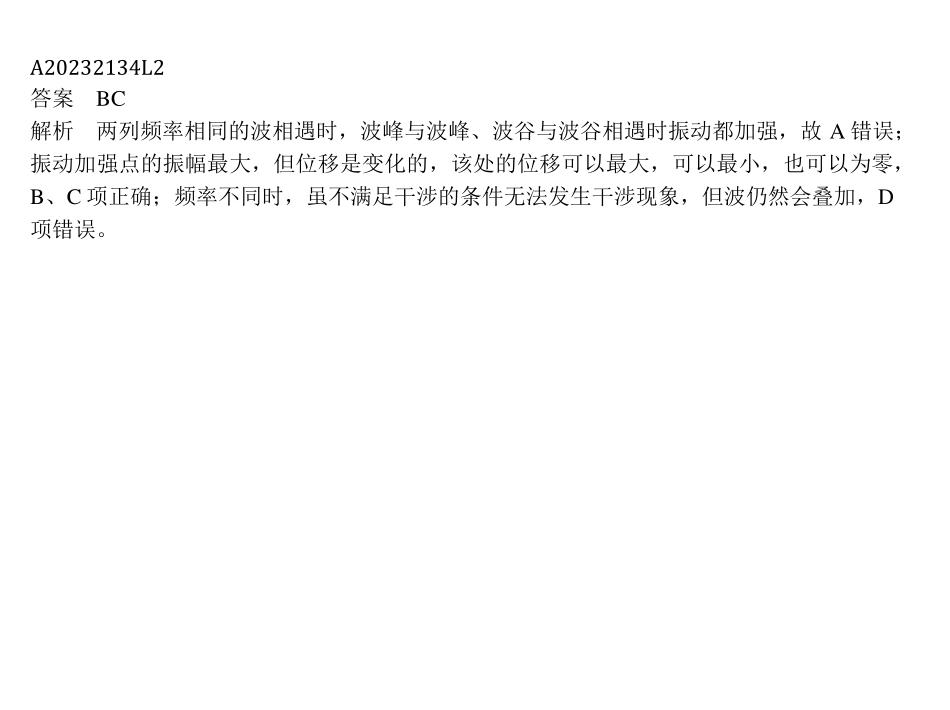 A20232134L2
答案 BC
解析 两列频率相同的波相遇时，波峰与波峰、波谷与波谷相遇时振动都加强，故 A 错误；
振动加强点的振幅最大，但位移是变化的，该处的位移可以最大，可以最小，也可以为零，
B、C 项正确；频率不同时，虽不满足干涉的条件无法发生干涉现象，但波仍然会叠加，D
项错误。